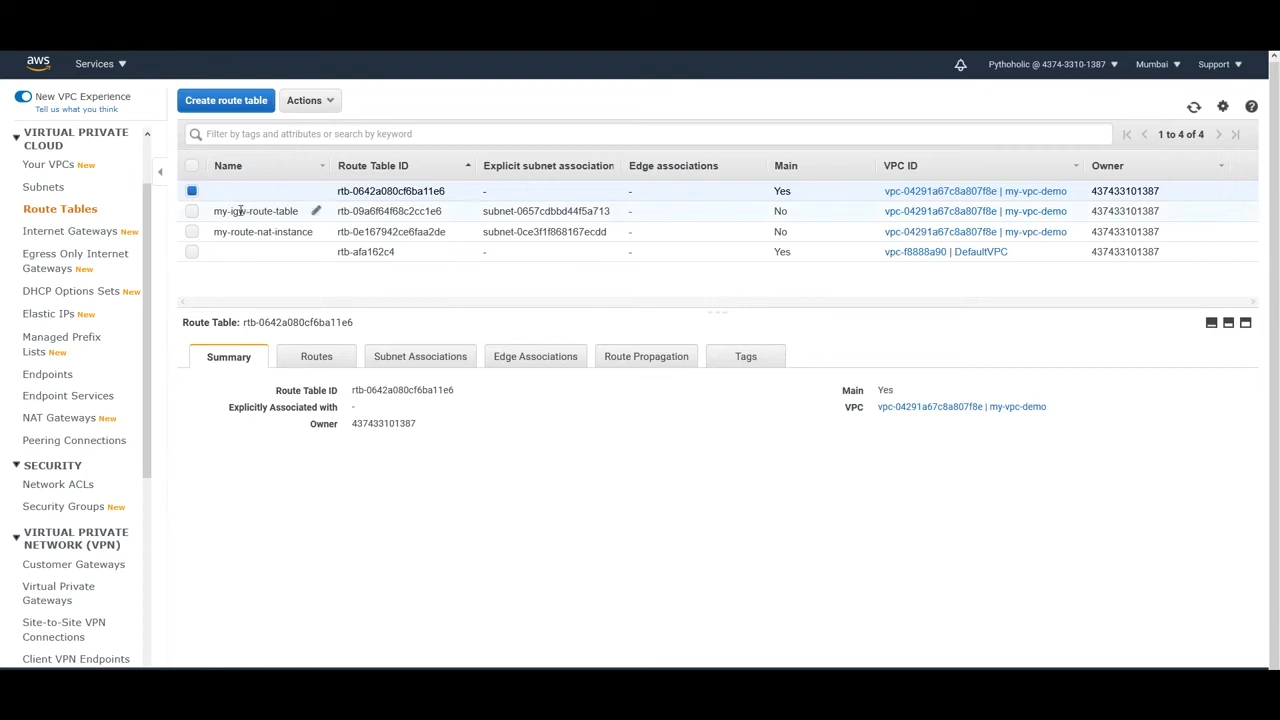 aws Services Pythoholic @ 4374-3310-1387 Mumbai Support
New VPC Experience
Tell us what you think
VIRTUAL PRIVATE
CLOUD
Your VPCs New
Subnets
Route Tables
Internet Gateways New
Egress Only Internet
Gateways New
DHCP Options Sets New
Elastic IPs New
Managed Prefix
Lists New
Endpoints
Endpoint Services
NAT Gateways New
Peering Connections
SECURITY
Network ACLs
Security Groups New
VIRTUAL PRIVATE
NETWORK (VPN)
Customer Gateways
Virtual Private
Gateways
Site-to-Site VPN
Connections
Client VPN Endpoints
Create route table Actions
Filter by tags and attributes or search by keyword 1 to 4 of 4
Name Route Table ID Explicit subnet association Edge associations Main VPC ID Owner
rtb-0642a080cf6ba11e6 - - Yes vpc-04291a67c8a807f8e | my-vpc-demo 437433101387
my-igw-route-table rtb-09a6f64f68c2cc1e6 subnet-0657cdbbd44f5a713 - No vpc-04291a67c8a807f8e | my-vpc-demo 437433101387
my-route-nat-instance rtb-0e167942ce6faa2de subnet-0ce3f1f868167ecdd - No vpc-04291a67c8a807f8e | my-vpc-demo 437433101387
rtb-afa162c4 - - Yes vpc-f8888a90 | DefaultVPC 437433101387
Route Table: rtb-0642a080cf6ba11e6
Summary Routes Subnet Associations Edge Associations Route Propagation Tags
Route Table ID rtb-0642a080cf6ba11e6 Main Yes
Explicitly Associated with - VPC vpc-04291a67c8a807f8e | my-vpc-demo
Owner 437433101387